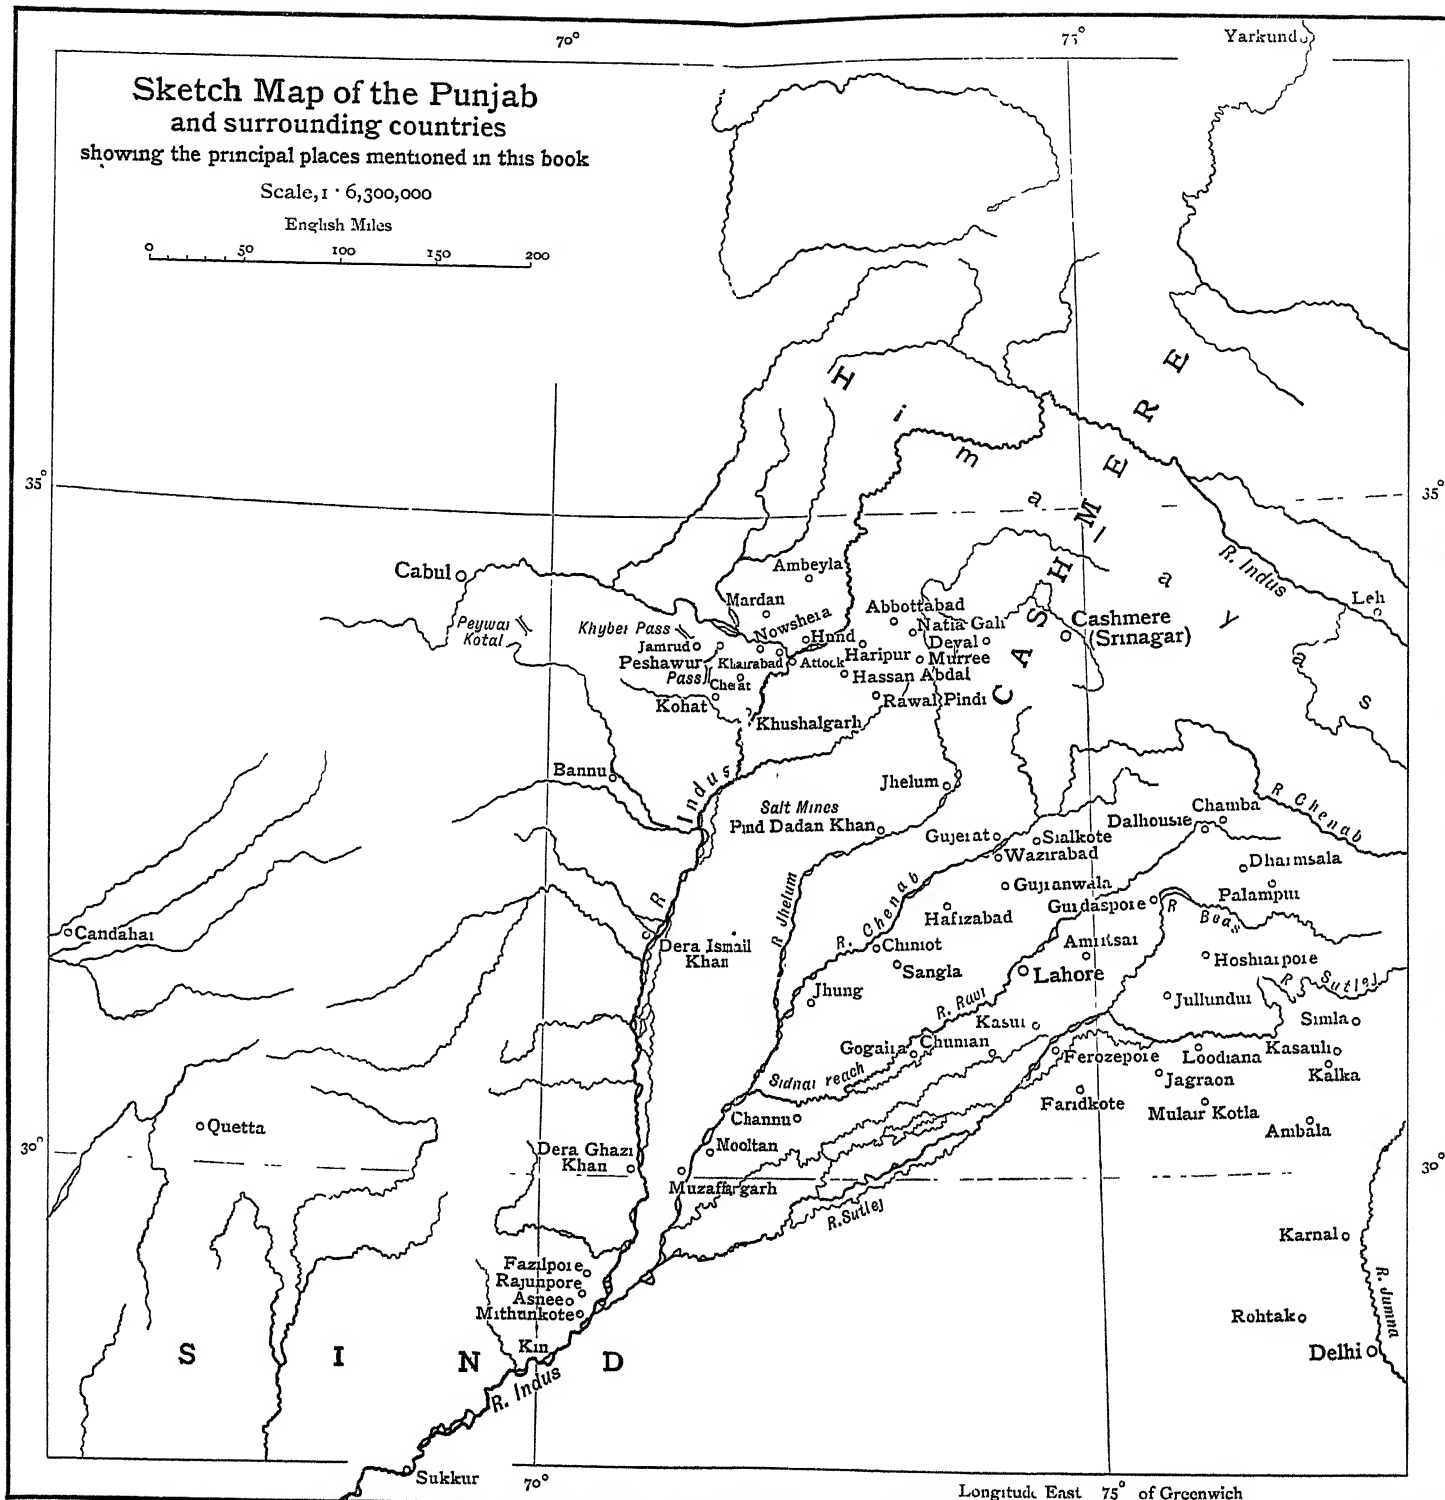 70°
75°
Yarkund
Sketch Map of the Punjab
and surrounding countries
showing the principal places mentioned in this book
Scale, 1 : 6,300,000
English Miles
0 50 100 150 200
H i m a l a y a s
CASHMERE
35°
35°
R. Indus
Leh
Cabul
Ambeyla
Mardan
Abbottabad
Peywar
Kotal
Khyber Pass
Nowshera
Natia Gali
Cashmere
(Srinagar)
Jamrud
Hund
Deyal
Peshawur
Khairabad
Attock
Haripur
Murree
Pass
Cherat
Hassan Abdal
Kohat
Rawal Pindi
Khushalgarh
Bannu
R Indus
Jhelum
Salt Mines
Pind Dadan Khan
R Chenab
Chamba
Dalhousie
Gujerat
Sialkote
Wazirabad
Dharmsala
Gujranwala
Palampur
Gurdaspore
R Beas
Hafizabad
R Jhelum
R. Chenab
Candahar
Dera Ismail
Khan
Chiniot
Amritsar
Hoshiarpore
Sangla
Lahore
R Sutlej
Jhung
Jullundur
R. Ravi
Kasur
Simla
Gogaira
Chunian
Ferozepore
Loodiana
Kasauli
Sidnai reach
Jagraon
Kalka
Faridkote
Mulair Kotla
Channu
Ambala
Quetta
Mooltan
30°
Dera Ghazi
Khan
30°
Muzaffargarh
R. Sutlej
Karnal
Fazilpore
Rajunpore
Asnee
Mithunkote
R. Jumna
Rohtak
Kin
Delhi
S I N D
R. Indus
Sukkur
70°
Longitude East 75° of Greenwich